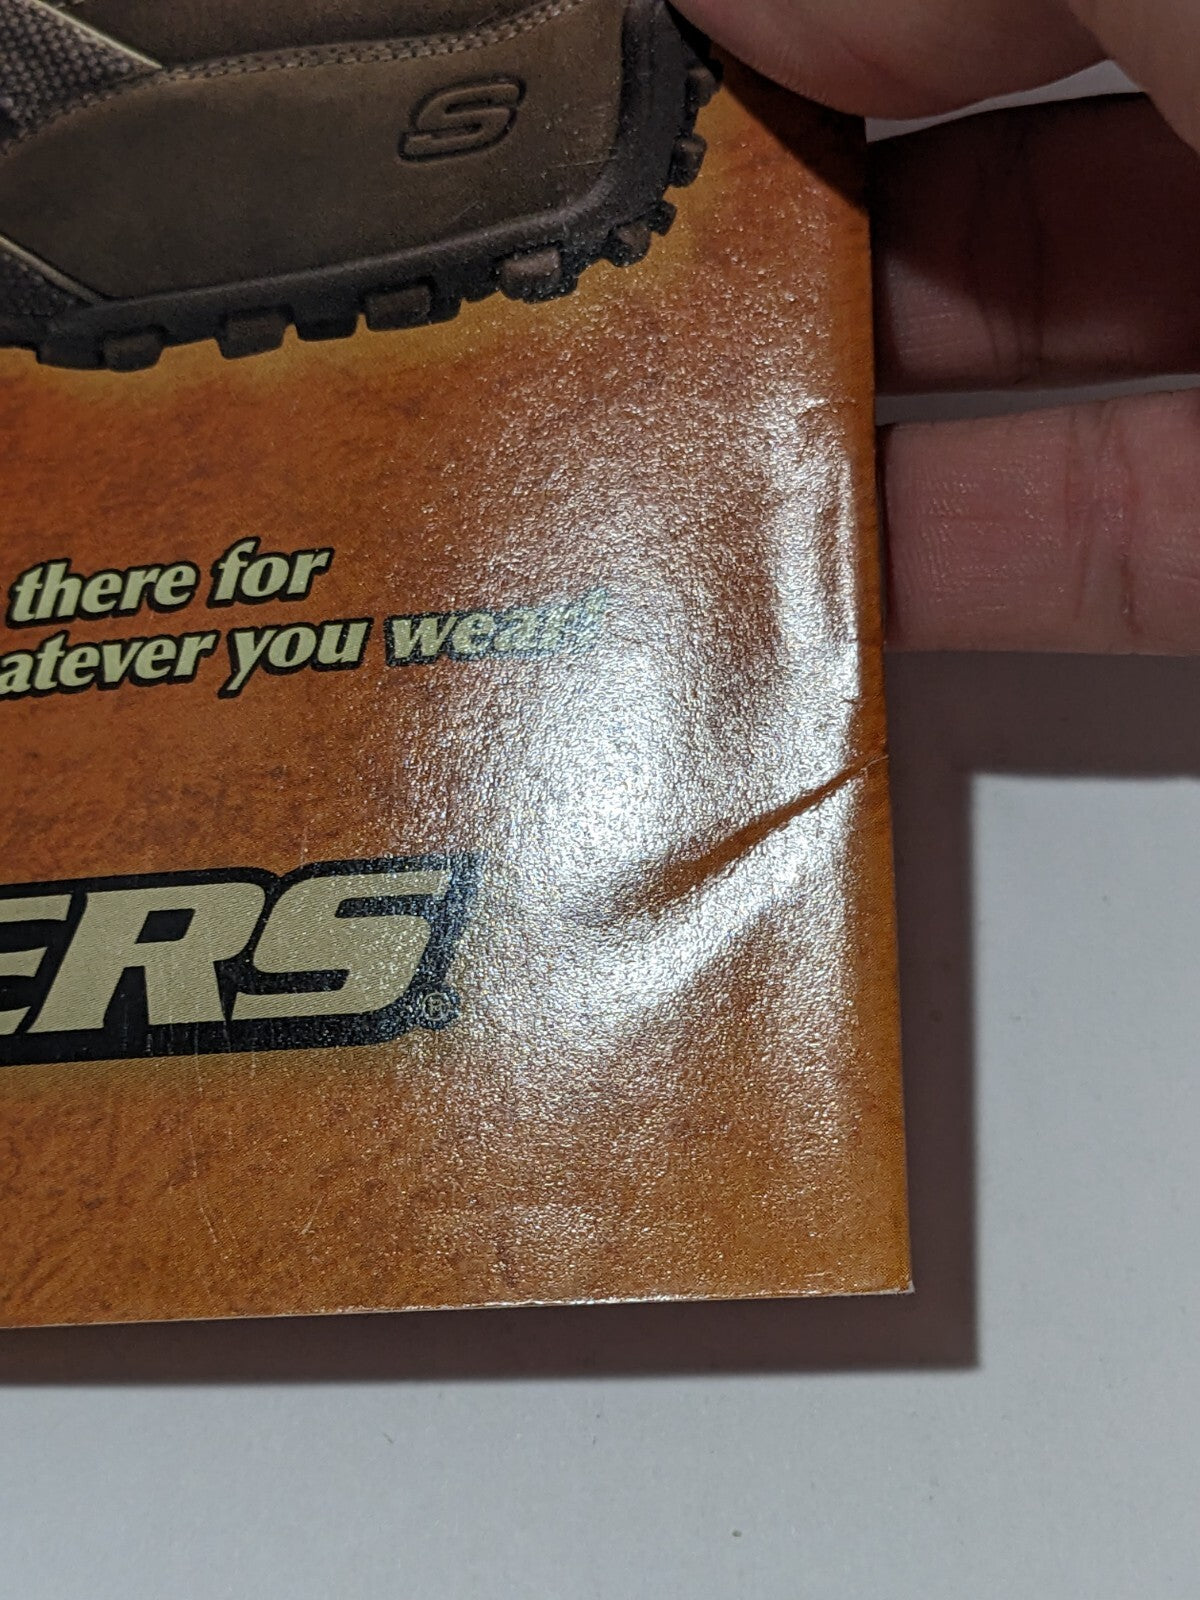 S
there for
atever you wear.
ERS®